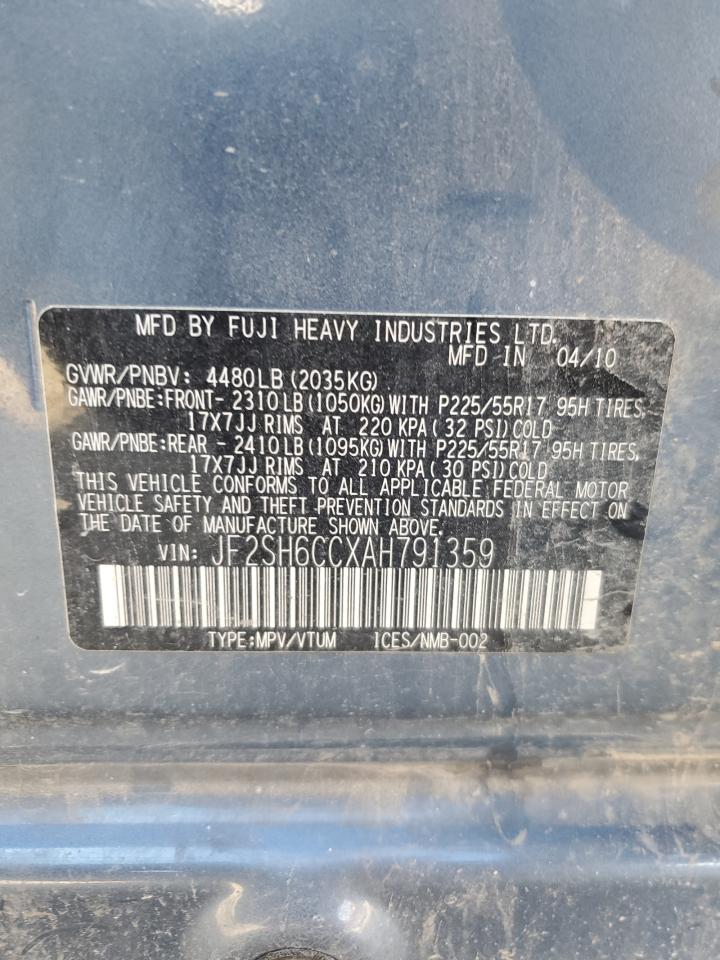 MFD BY FUJI HEAVY INDUSTRIES LTD.
MFD IN 04/10
GVWR/PNBV: 4480LB(2035KG)
GAWR/PNBE:FRONT- 2310LB(1050KG)WITH P225/55R17 95H TIRES,
17X7JJ RIMS AT 220 KPA(32 PSI)COLD
GAWR/PNBE:REAR - 2410LB(1095KG)WITH P225/55R17 95H TIRES,
17X7JJ RIMS AT 210 KPA(30 PSI)COLD
THIS VEHICLE CONFORMS TO ALL APPLICABLE FEDERAL MOTOR
VEHICLE SAFETY AND THEFT PREVENTION STANDARDS IN EFFECT ON
THE DATE OF MANUFACTURE SHOWN ABOVE.
VIN: JF2SH6CCXAH791359
TYPE:MPV/VTUM ICES/NMB-002